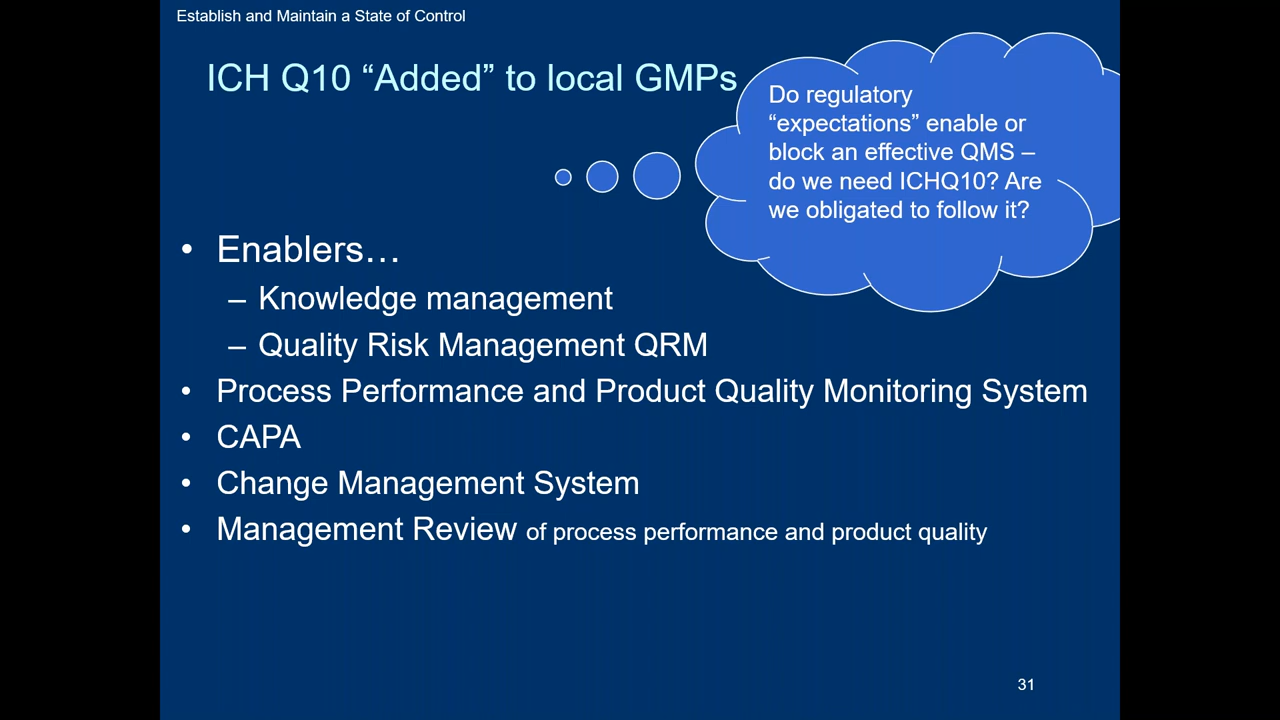 Establish and Maintain a State of Control
ICH Q10 “Added” to local GMPs
Do regulatory
“expectations” enable or
block an effective QMS –
do we need ICHQ10? Are
we obligated to follow it?
• Enablers…
– Knowledge management
– Quality Risk Management QRM
• Process Performance and Product Quality Monitoring System
• CAPA
• Change Management System
• Management Review of process performance and product quality
31